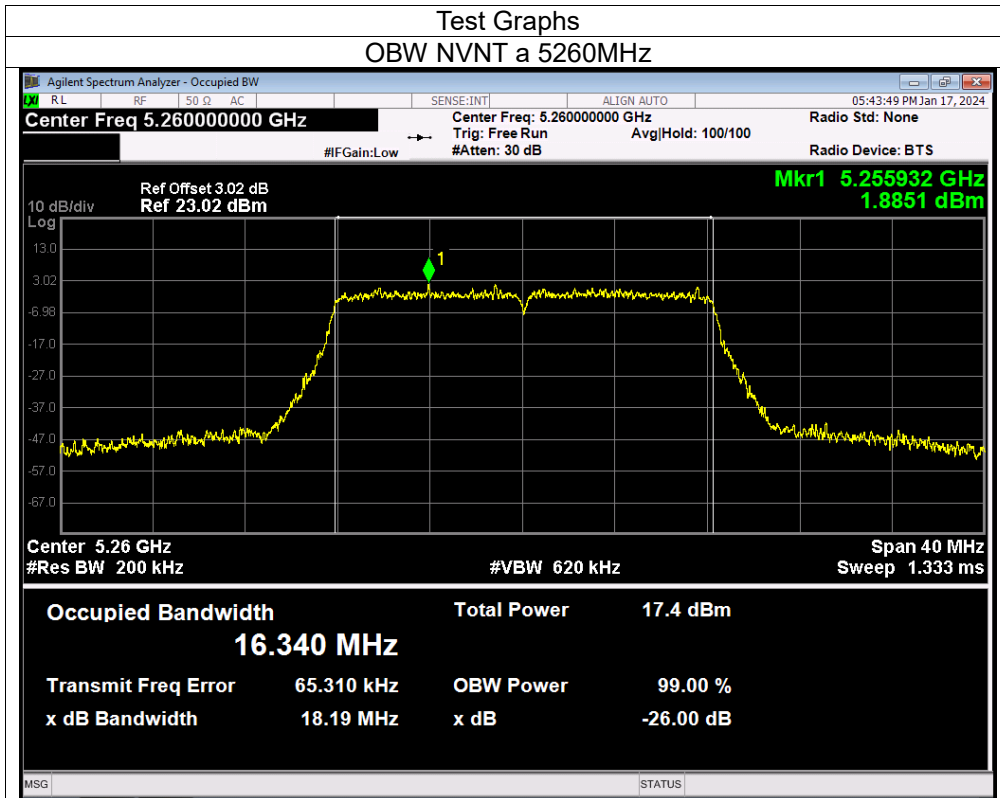 Test Graphs
OBW NVNT a 5260MHz
Agilent Spectrum Analyzer - Occupied BW
LXI RL RF 50 Ω AC SENSE:INT ALIGN AUTO 05:43:49 PM Jan 17, 2024
Center Freq 5.260000000 GHz Center Freq: 5.260000000 GHz Radio Std: None
Trig: Free Run Avg|Hold: 100/100
#IFGain:Low #Atten: 30 dB Radio Device: BTS
Mkr1 5.255932 GHz
1.8851 dBm
Ref Offset 3.02 dB
10 dB/div Ref 23.02 dBm
Log
13.0
1
3.02
-6.98
-17.0
-27.0
-37.0
-47.0
-57.0
-67.0
Center 5.26 GHz Span 40 MHz
#Res BW 200 kHz #VBW 620 kHz Sweep 1.333 ms
Occupied Bandwidth Total Power 17.4 dBm
16.340 MHz
Transmit Freq Error 65.310 kHz OBW Power 99.00 %
x dB Bandwidth 18.19 MHz x dB -26.00 dB
MSG STATUS